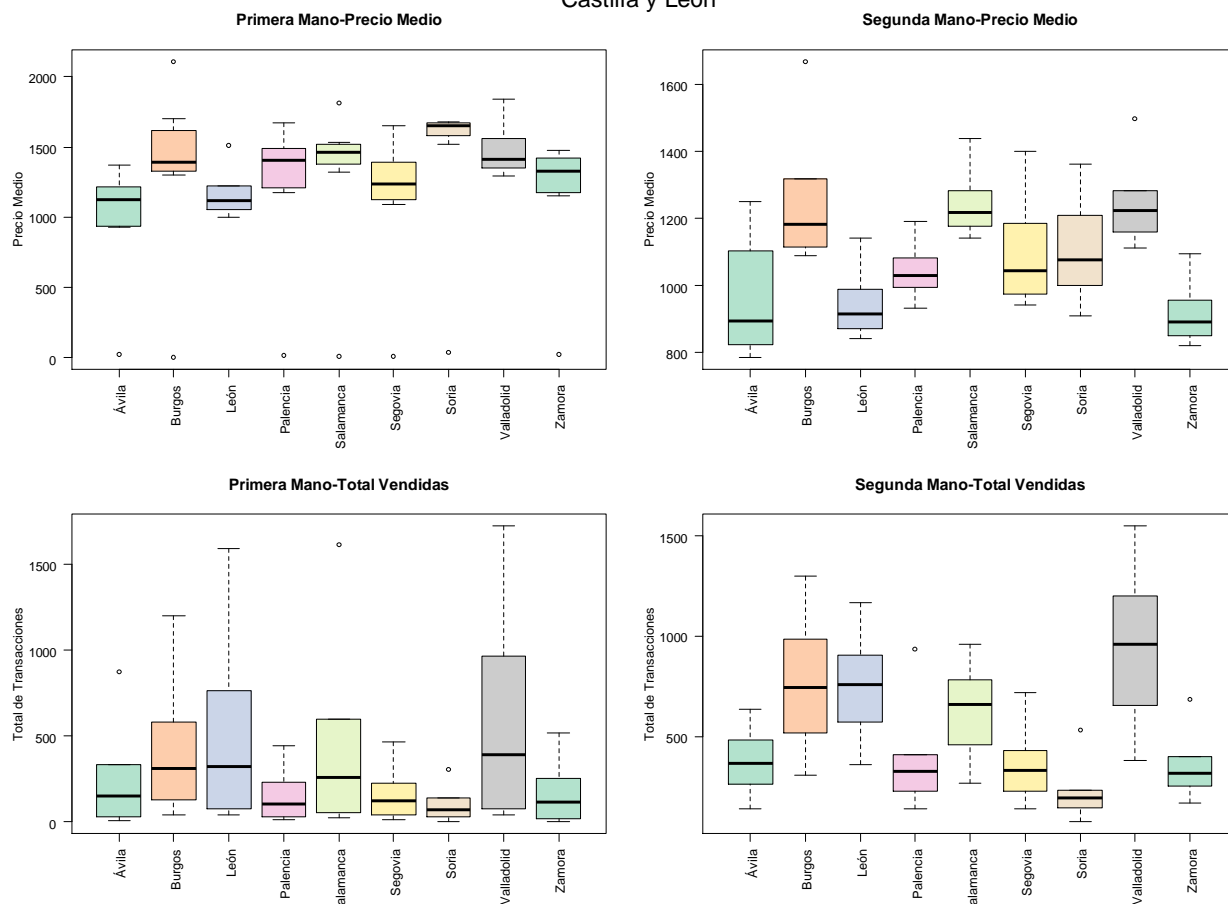 Castilla y León
Primera Mano-Precio Medio
Precio Medio
2000
1500
1000
500
0
Ávila
Burgos
León
Palencia
Salamanca
Segovia
Soria
Valladolid
Zamora
Segunda Mano-Precio Medio
Precio Medio
1600
1400
1200
1000
800
Ávila
Burgos
León
Palencia
Salamanca
Segovia
Soria
Valladolid
Zamora
Primera Mano-Total Vendidas
Total de Transacciones
1500
1000
500
0
Ávila
Burgos
León
Palencia
Salamanca
Segovia
Soria
Valladolid
Zamora
Segunda Mano-Total Vendidas
Total de Transacciones
1500
1000
500
Ávila
Burgos
León
Palencia
Salamanca
Segovia
Soria
Valladolid
Zamora